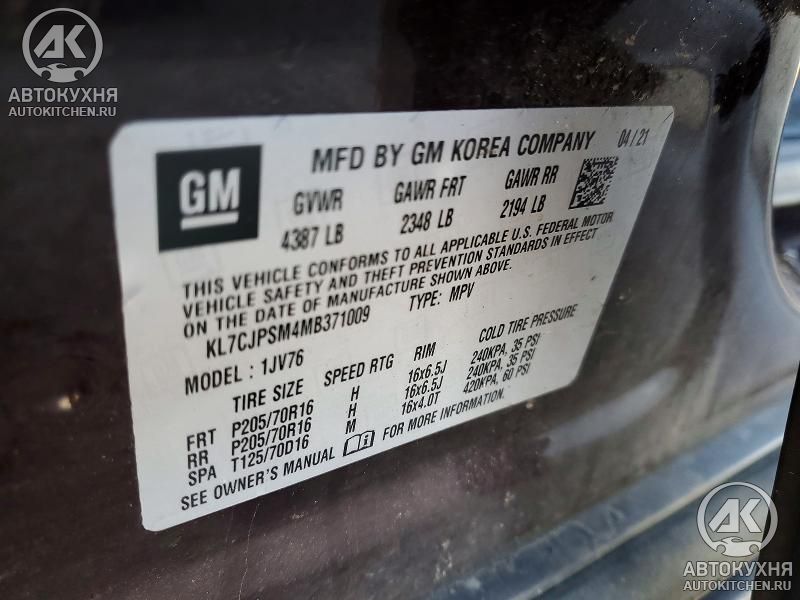 АК
АВТОКУХНЯ
AUTOKITCHEN.RU
GM
MFD BY GM KOREA COMPANY 04/21
GVWR GAWR FRT GAWR RR
4387 LB 2348 LB 2194 LB
THIS VEHICLE CONFORMS TO ALL APPLICABLE U.S. FEDERAL MOTOR
VEHICLE SAFETY AND THEFT PREVENTION STANDARDS IN EFFECT
ON THE DATE OF MANUFACTURE SHOWN ABOVE.
KL7CJPSM4MB371009 TYPE: MPV
MODEL : 1JV76
TIRE SIZE SPEED RTG RIM COLD TIRE PRESSURE
FRT P205/70R16 H 16x6.5J 240KPA, 35 PSI
RR P205/70R16 H 16x6.5J 240KPA, 35 PSI
SPA T125/70D16 M 16x4.0T 420KPA, 60 PSI
SEE OWNER'S MANUAL FOR MORE INFORMATION.
АК
АВТОКУХНЯ
AUTOKITCHEN.RU